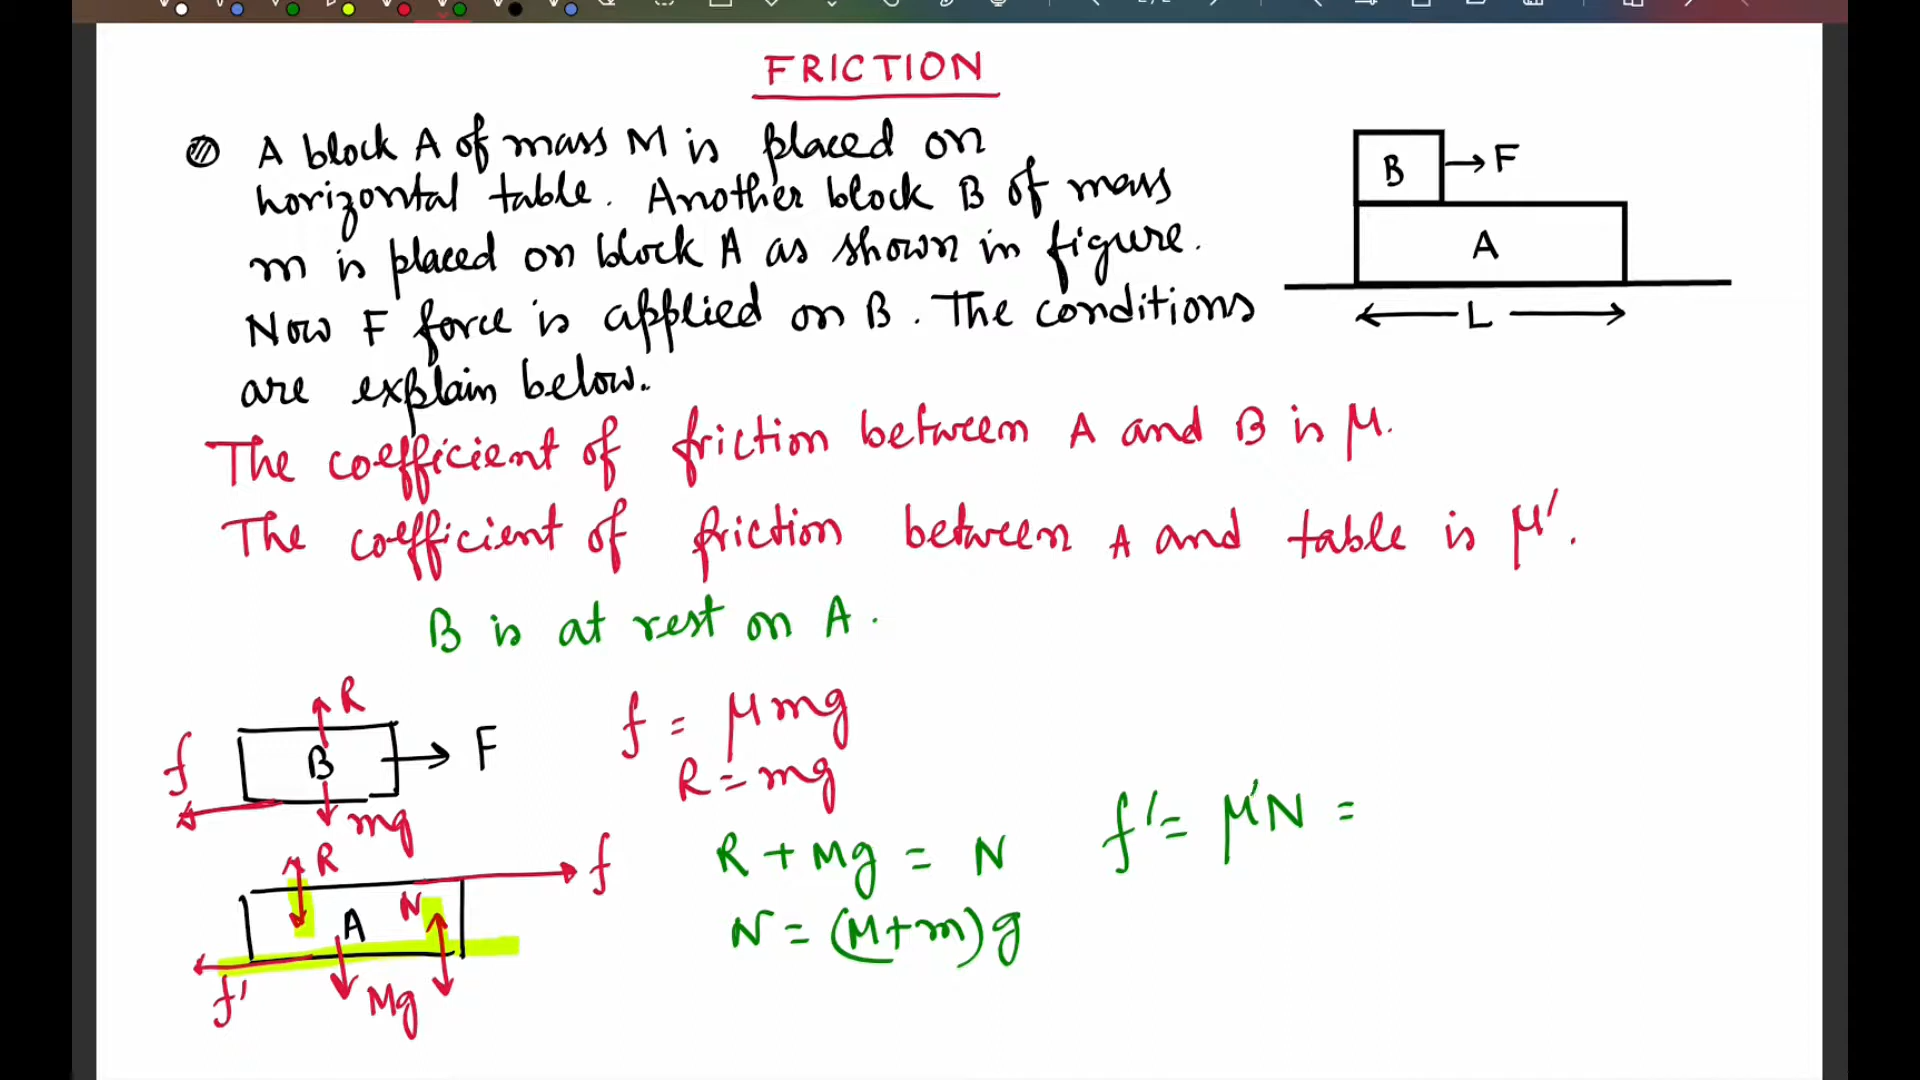 FRICTION
A block A of mass M is placed on
horizontal table. Another block B of mass
m is placed on block A as shown in figure.
Now F force is applied on B. The conditions
are explain below.
B
F
A
L
The coefficient of friction between A and B is μ.
The coefficient of friction between A and table is μ'.
B is at rest on A.
R
f
B
F
mg
f = μmg
R = mg
R
f
N
A
f'
Mg
R + Mg = N
N = (M+m)g
f' = μ'N =